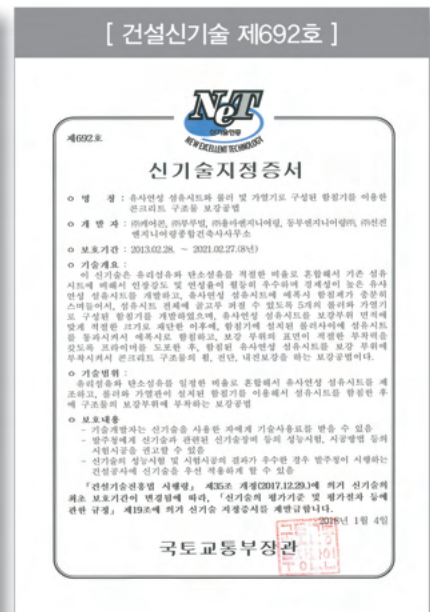 [ 건설신기술 제692호 ]
제692호
NeT
신기술인증
NEW EXCELLENT TECHNOLOGY
신기술지정증서
o 명 칭 : 유사연성 섬유시트와 롤러 및 가열기로 구성된 함침기를 이용한
콘크리트 구조물 보강공법
o 개 발 자 : ㈜케어콘, ㈜부부빌, ㈜율아엔지니어링, 동부엔지니어링㈜, ㈜선진
엔지니어링종합건축사사무소
o 보호기간 : 2013.02.28. ~ 2021.02.27.(8년)
o 기술개요 :
이 신기술은 유리섬유와 탄소섬유를 적절한 비율로 혼합해서 기존 섬유
시트에 비해서 인장강도 및 연성율이 월등히 우수하며 경제성이 높은 유사
연성 섬유시트를 개발하고, 유사연성 섬유시트에 에폭시 함침제가 충분히
스며들어서, 섬유시트 전체에 골고루 퍼질 수 있도록 5개의 롤러와 가열기
로 구성된 함침기를 개발하였으며, 유사연성 섬유시트를 보강부위 면적에
맞게 적절한 크기로 재단한 이후에, 함침기에 설치된 롤러사이에 섬유시트
를 통과시켜서 에폭시로 함침하고, 보강 부위의 표면이 적절한 부착력을
갖도록 프라이머를 도포한 후, 함침된 유사연성 섬유시트를 보강 부위에
부착시켜서 콘크리트 구조물의 휨, 전단, 내진보강을 하는 보강공법이다.
o 기술범위 :
유리섬유와 탄소섬유를 일정한 비율로 혼합해서 유사연성 섬유시트를 제
조하고, 롤러와 가열판이 설치된 함침기를 이용해서 섬유시트를 함침한 후
에 구조물의 보강부위에 부착하는 보강공법
o 보호내용
- 기술개발자는 신기술을 사용한 자에게 기술사용료를 받을 수 있음
- 발주청에게 신기술과 관련된 신기술장비 등의 성능시험, 시공방법 등의
시험시공을 권고할 수 있음
- 신기술의 성능시험 및 시험시공의 결과가 우수한 경우 발주청이 시행하는
건설공사에 신기술을 우선 적용하게 할 수 있음
「건설기술진흥법 시행령」 제35조 개정(2017.12.29.)에 의거 신기술의
최초 보호기간이 변경됨에 따라, 「신기술의 평가기준 및 평가절차 등에
관한 규정」 제19조에 의거 신기술 지정증서를 재발급합니다.
2018년 1월 4일
국토교통부장관